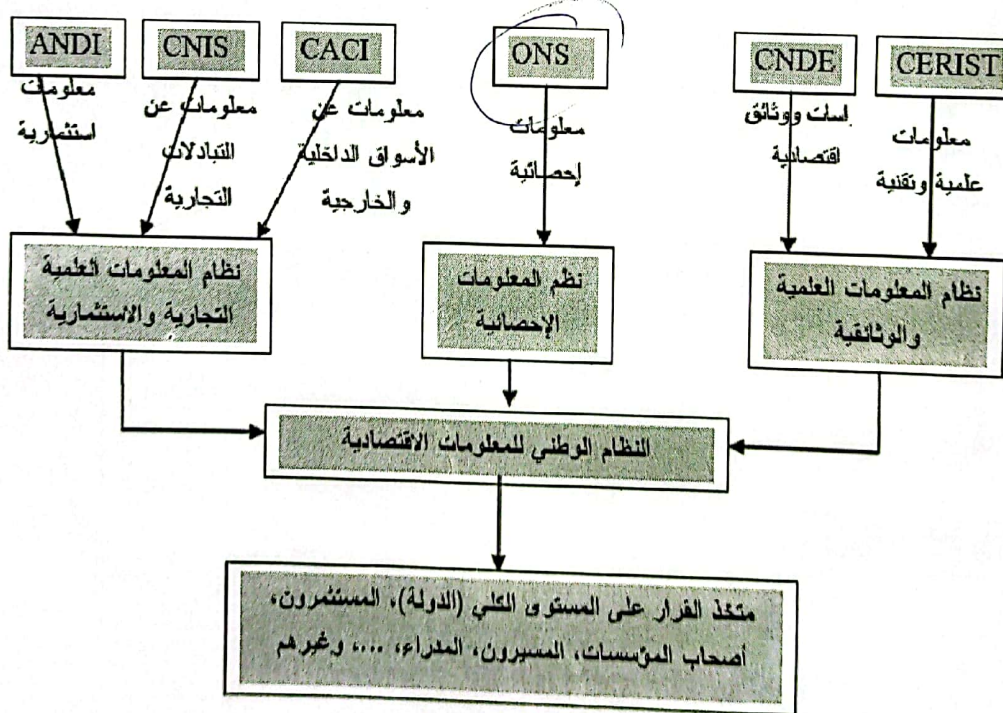 ANDI
CNIS
CACI
ONS
CNDE
CERIST
معلومات
استثمارية
معلومات عن
التبادلات
التجارية
معلومات عن
الأسواق الداخلية
والخارجية
معلومات
إحصائية
اسات ووثائق
اقتصادية
معلومات
علمية وتقنية
نظام المعلومات العلمية
التجارية والاستثمارية
نظم المعلومات
الإحصائية
نظام المعلومات العلمية
والوثائقية
النظام الوطني للمعلومات الاقتصادية
متخذ القرار على المستوى الكلي (الدولة)، المستثمرون،
أصحاب المؤسسات، المسيرون، المدراء، ...، وغيرهم